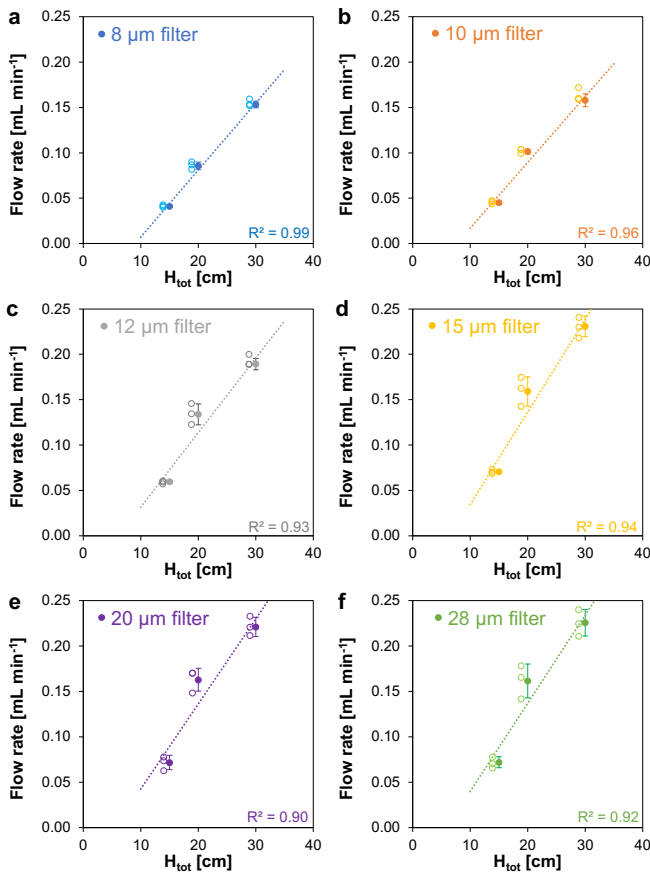 a
8 µm filter
0.25
0.20
0.15
0.10
0.05
0.00
Flow rate [mL min⁻¹]
0 10 20 30 40
H_tot [cm]
R² = 0.99
b
10 µm filter
0.25
0.20
0.15
0.10
0.05
0.00
Flow rate [mL min⁻¹]
0 10 20 30 40
H_tot [cm]
R² = 0.96
c
12 µm filter
0.25
0.20
0.15
0.10
0.05
0.00
Flow rate [mL min⁻¹]
0 10 20 30 40
H_tot [cm]
R² = 0.93
d
15 µm filter
0.25
0.20
0.15
0.10
0.05
0.00
Flow rate [mL min⁻¹]
0 10 20 30 40
H_tot [cm]
R² = 0.94
e
20 µm filter
0.25
0.20
0.15
0.10
0.05
0.00
Flow rate [mL min⁻¹]
0 10 20 30 40
H_tot [cm]
R² = 0.90
f
28 µm filter
0.25
0.20
0.15
0.10
0.05
0.00
Flow rate [mL min⁻¹]
0 10 20 30 40
H_tot [cm]
R² = 0.92